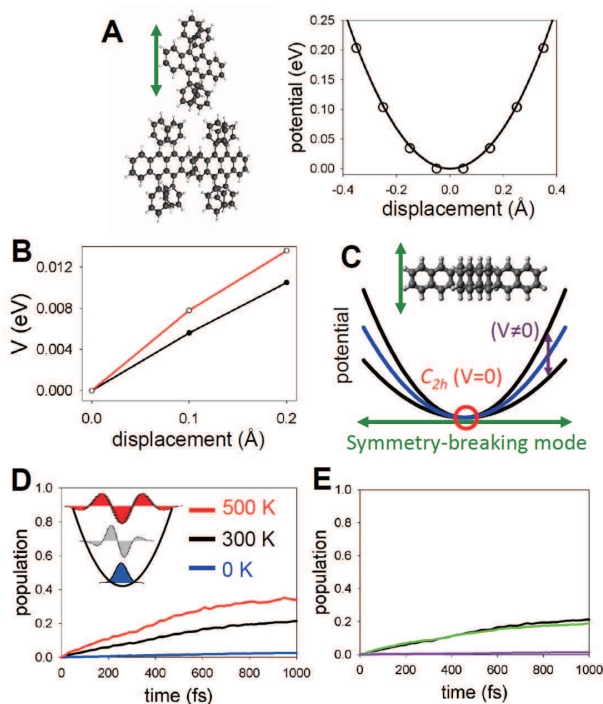 A
potential (eV)
0.25
0.20
0.15
0.10
0.05
0.00
-0.4 -0.2 0.0 0.2 0.4
displacement (Å)
B
V (eV)
0.012
0.008
0.004
0.000
0.0 0.1 0.2
displacement (Å)
C
potential
(V≠0)
C2h (V=0)
Symmetry-breaking mode
D
population
1.0
0.8
0.6
0.4
0.2
0.0
500 K
300 K
0 K
0 200 400 600 800 1000
time (fs)
E
population
1.0
0.8
0.6
0.4
0.2
0.0
0 200 400 600 800 1000
time (fs)